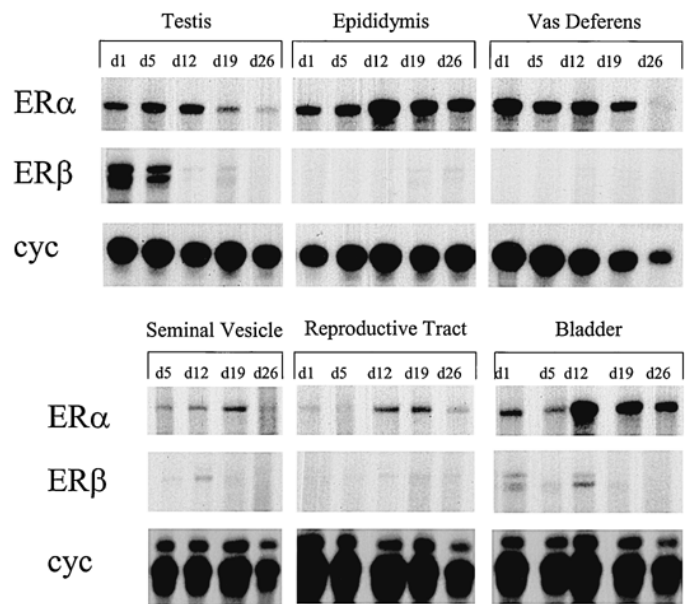 Testis Epididymis Vas Deferens
d1 d5 d12 d19 d26 d1 d5 d12 d19 d26 d1 d5 d12 d19 d26
ERα
ERβ
cyc
Seminal Vesicle Reproductive Tract Bladder
d5 d12 d19 d26 d1 d5 d12 d19 d26 d1 d5 d12 d19 d26
ERα
ERβ
cyc